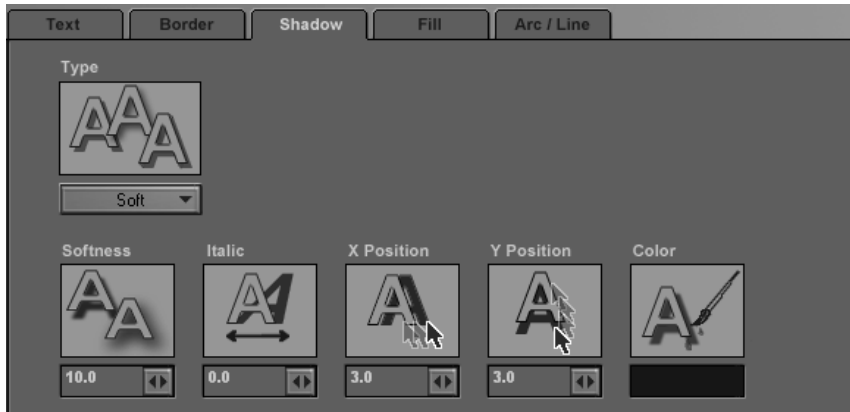 Text Border Shadow Fill Arc / Line
Type
Soft
Softness Italic X Position Y Position Color
10.0 0.0 3.0 3.0